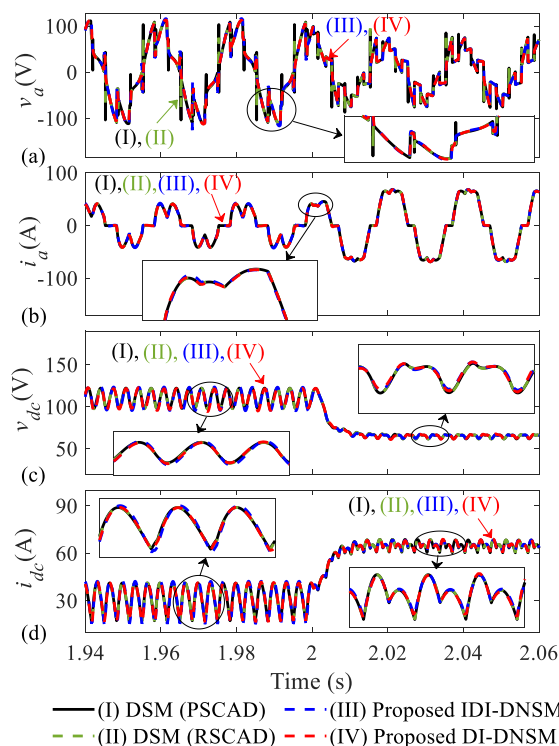 v_a(V)
100
0
-100
(III), (IV)
(I), (II)
(a)
i_a(A)
100
0
-100
(I),(II),(III), (IV)
(b)
v_dc(V)
150
100
50
(I), (II), (III), (IV)
(c)
i_dc(A)
90
60
30
(I), (II), (III), (IV)
(d)
1.94 1.96 1.98 2 2.02 2.04 2.06
Time (s)
(I) DSM (PSCAD) (III) Proposed IDI-DNSM
(II) DSM (RSCAD) (IV) Proposed DI-DNSM